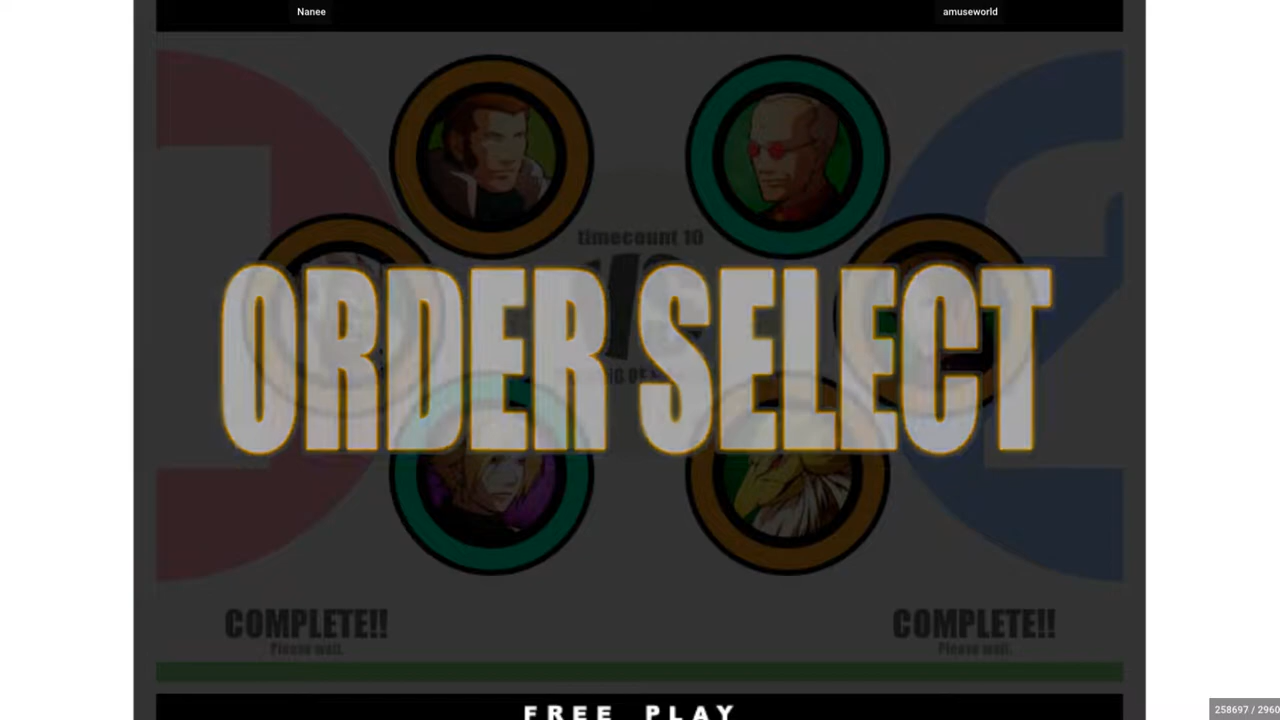 Nanee
amuseworld
timecount 10
ORDER SELECT
COMPLETE!!
COMPLETE!!
Please wait.
Please wait.
FREE PLAY
258697 / 2960